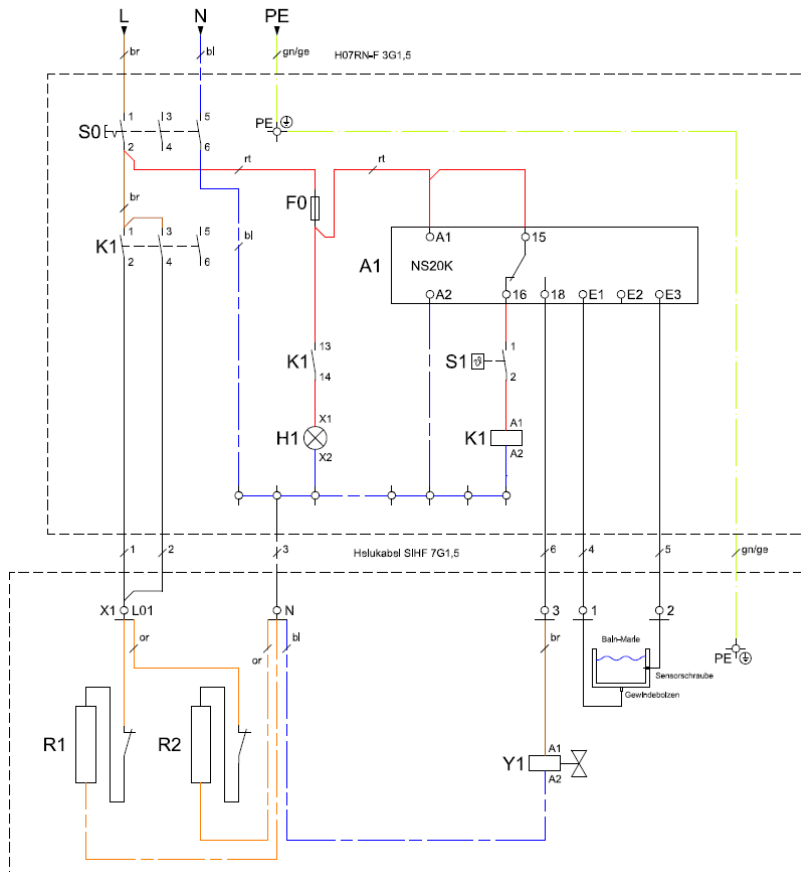 L N PE
br bl gn/ge H07RN-F 3G1,5
PE
S0 1 3 5
2 4 6
rt rt
F0
br bl
K1 1 3 5
2 4 6
A1 NS20K A1 15
A2 16 18 E1 E2 E3
K1 13
14
S1 ϑ 1
2
H1 X1
X2
K1 A1
A2
Helukabel SIHF 7G1,5
1 2 3 6 4 5 gn/ge
X1 L01 N 3 1 2
or or bl br
Bain-Marie
PE
Sensorschraube
Gewindebolzen
R1 R2
Y1 A1
A2